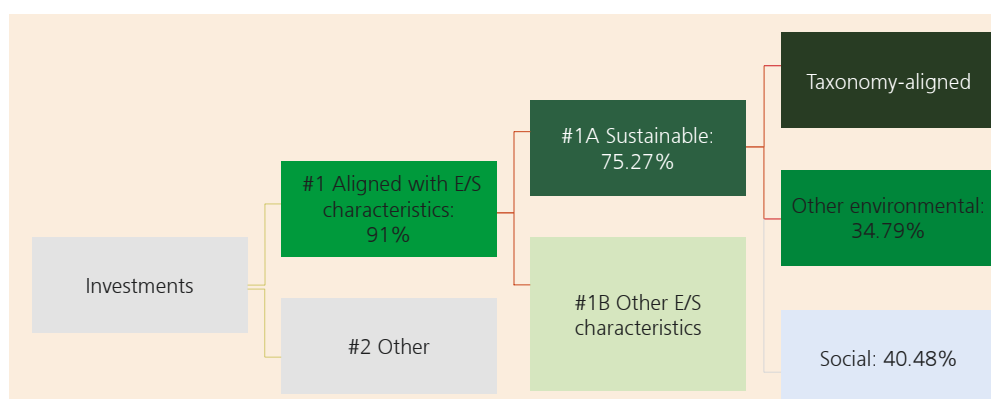 Investments
#1 Aligned with E/S
characteristics:
91%
#2 Other
#1A Sustainable:
75.27%
#1B Other E/S
characteristics
Taxonomy-aligned
Other environmental:
34.79%
Social: 40.48%